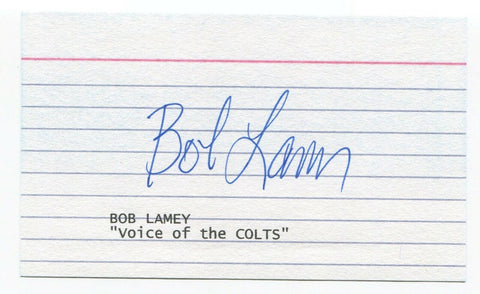 Bob Lamey
BOB LAMEY
"Voice of the COLTS"